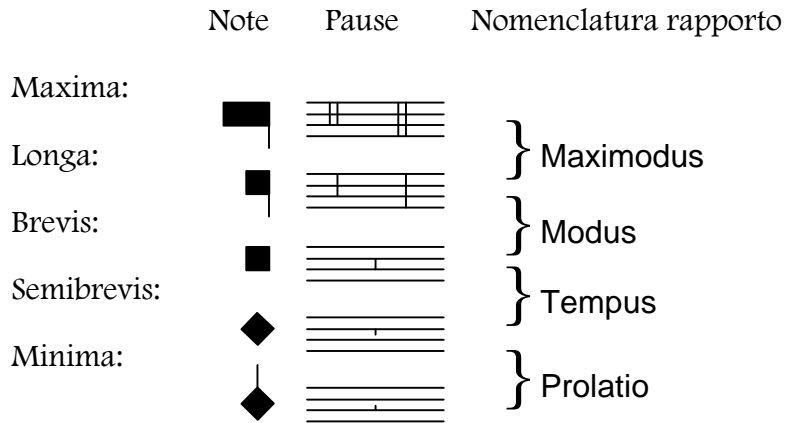 Note Pause Nomenclatura rapporto
Maxima:
Longa:
Maximodus
Brevis:
Modus
Semibrevis:
Tempus
Minima:
Prolatio